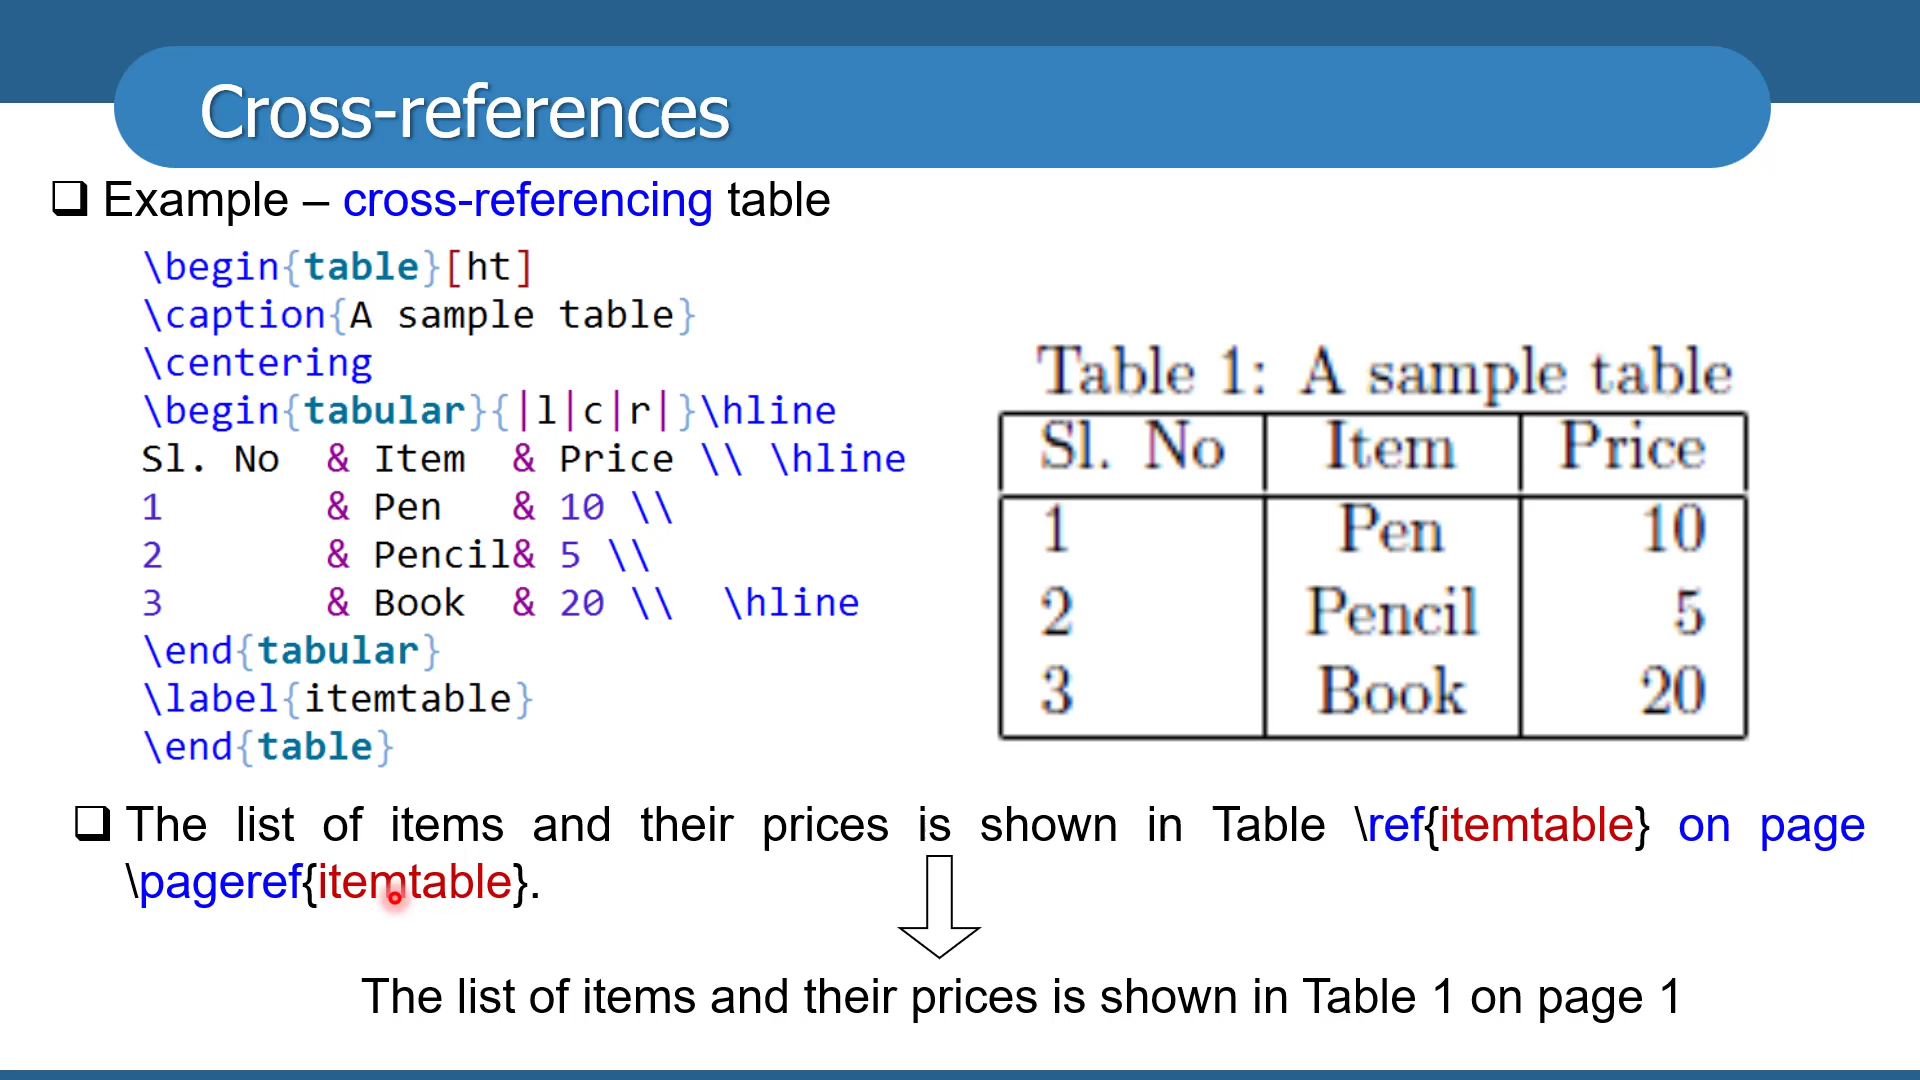 Cross-references
Example – cross-referencing table
\begin{table}[ht]
\caption{A sample table}
\centering
\begin{tabular}{|l|c|r|}\hline
Sl. No & Item & Price \\ \hline
1 & Pen & 10 \\
2 & Pencil& 5 \\
3 & Book & 20 \\ \hline
\end{tabular}
\label{itemtable}
\end{table}
Table 1: A sample table
Sl. No Item Price
1 Pen 10
2 Pencil 5
3 Book 20
The list of items and their prices is shown in Table \ref{itemtable} on page
\pageref{itemtable}.
The list of items and their prices is shown in Table 1 on page 1